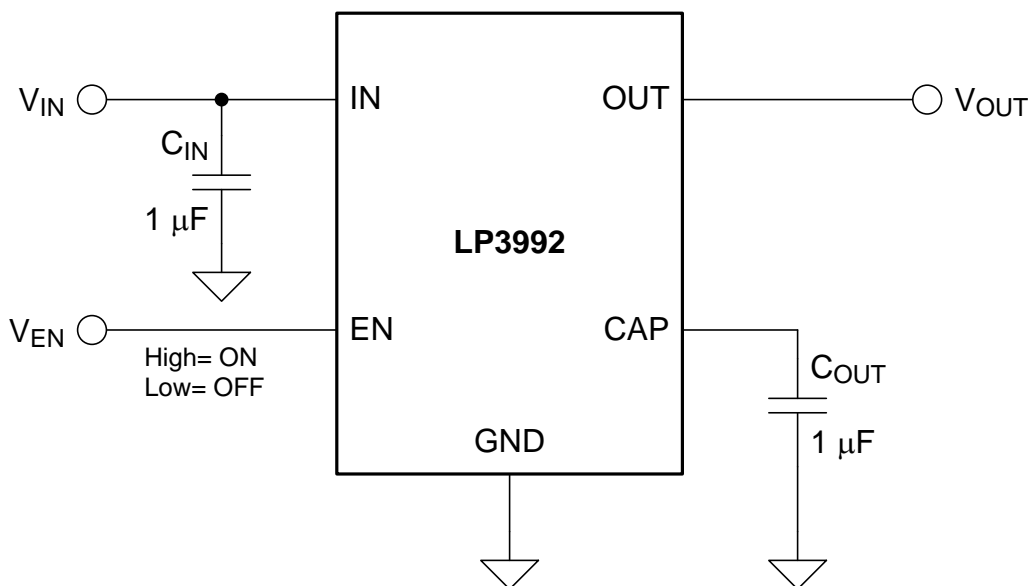 VIN
IN
OUT
VOUT
CIN
1 μF
LP3992
VEN
EN
CAP
High= ON
Low= OFF
COUT
1 μF
GND